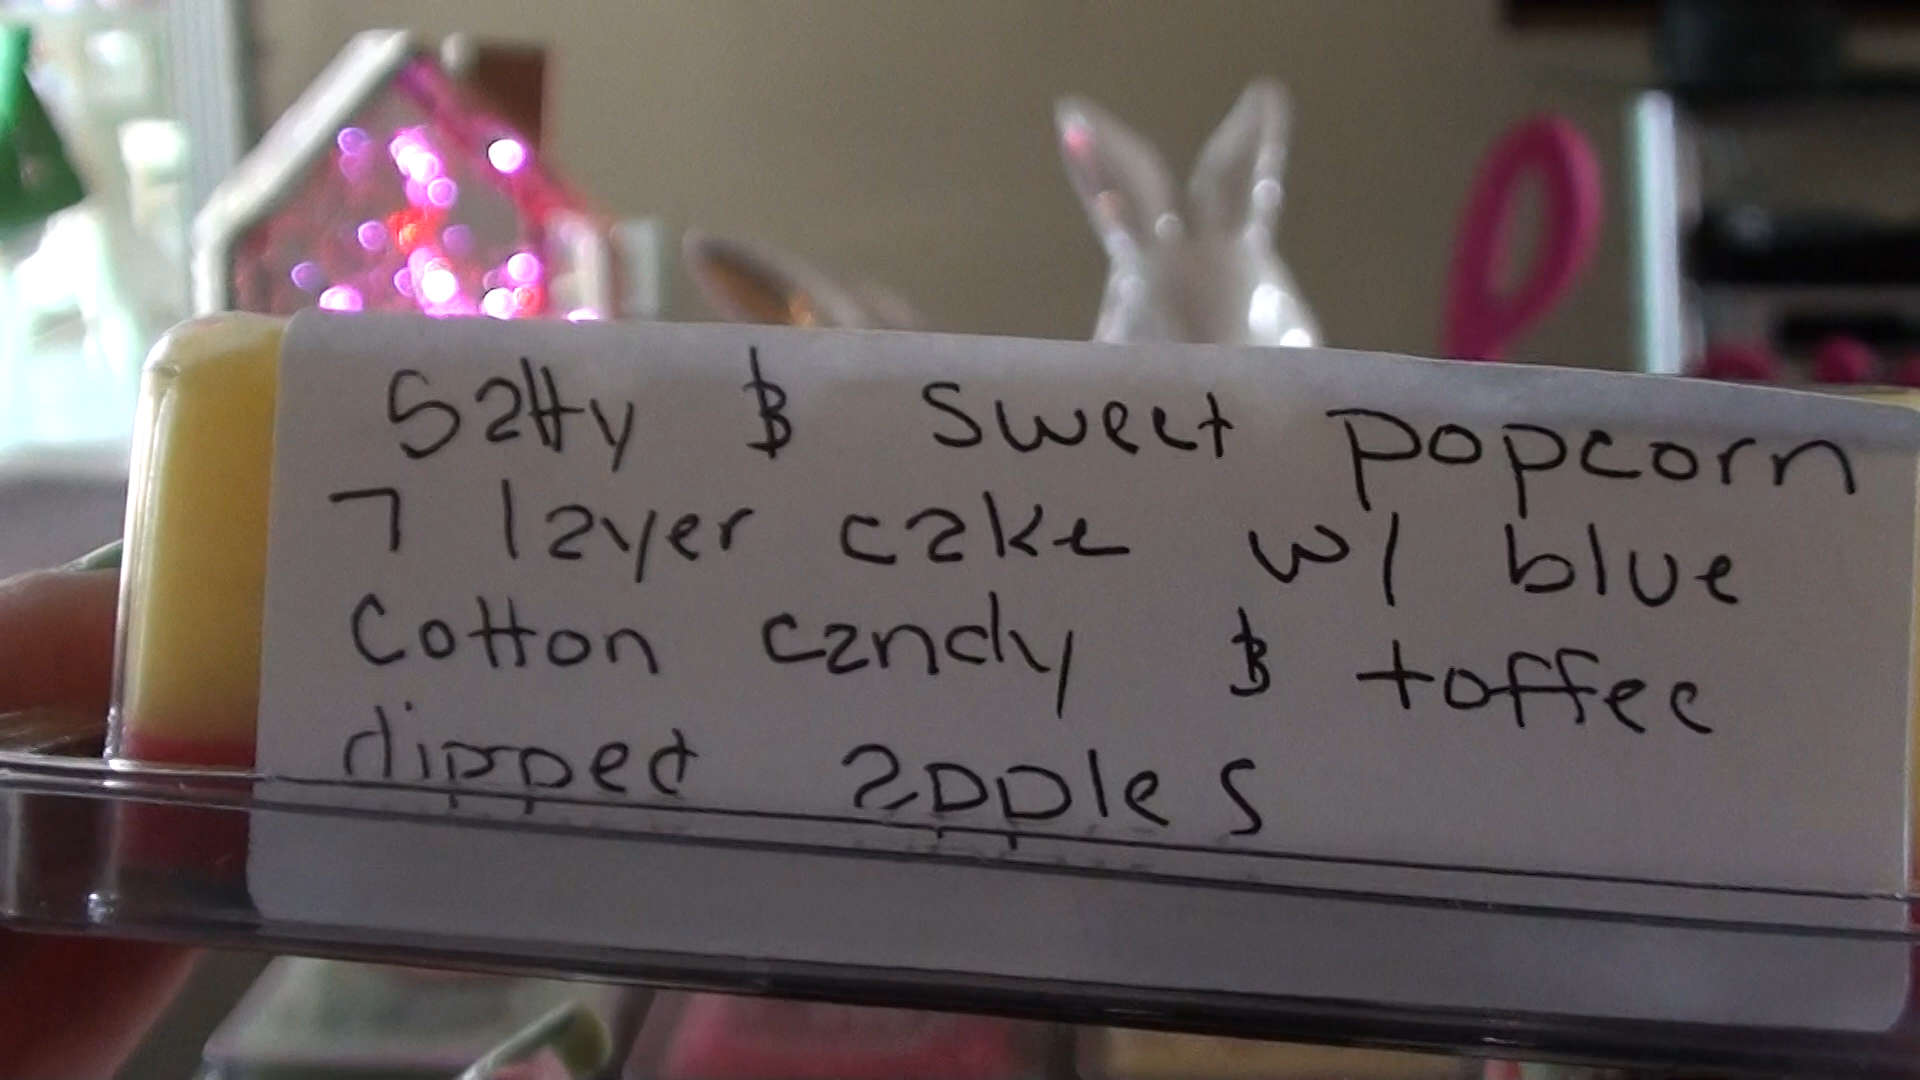 Salty & Sweet popcorn
7 layer cake w/ blue
Cotton candy & toffee
dipped apples